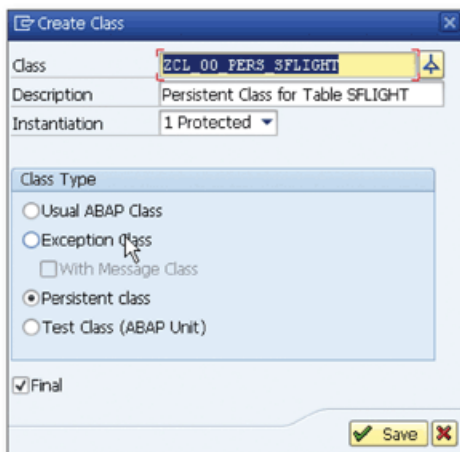 Create Class
Class ZCL_00_PERS_SFLIGHT
Description Persistent Class for Table SFLIGHT
Instantiation 1 Protected
Class Type
Usual ABAP Class
Exception Class
With Message Class
Persistent class
Test Class (ABAP Unit)
Final
Save